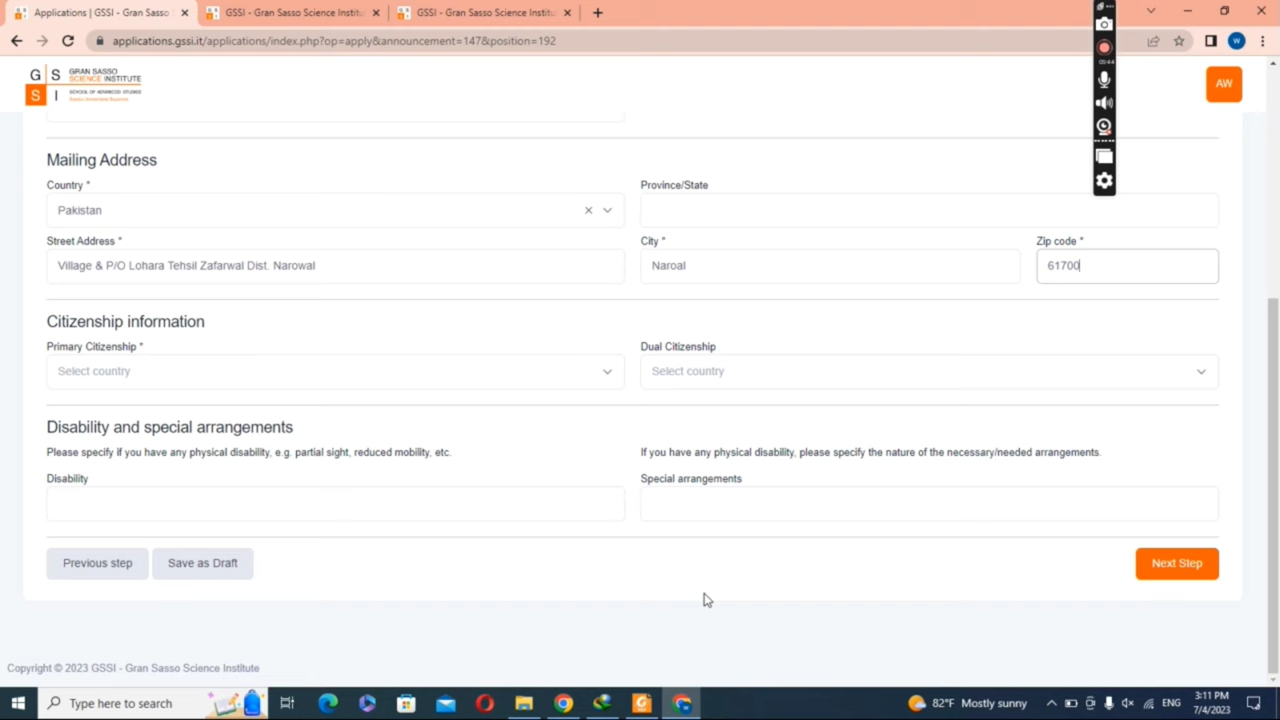 Applications | GSSI - Gran Sasso
GSSI - Gran Sasso Science Institu
GSSI - Gran Sasso Science Institu
applications.gssi.it/applications/index.php?op=apply&announcement=147&position=192
W
05:44
G S
S I
GRAN SASSO
SCIENCE INSTITUTE
SCHOOL OF ADVANCED STUDIES
Scuola Universitaria Superiore
AW
Mailing Address
Country *
Province/State
Pakistan
Street Address *
City *
Zip code *
Village & P/O Lohara Tehsil Zafarwal Dist. Narowal
Naroal
61700
Citizenship information
Primary Citizenship *
Dual Citizenship
Select country
Select country
Disability and special arrangements
Please specify if you have any physical disability, e.g. partial sight, reduced mobility, etc.
If you have any physical disability, please specify the nature of the necessary/needed arrangements.
Disability
Special arrangements
Previous step
Save as Draft
Next Step
Copyright © 2023 GSSI - Gran Sasso Science Institute
Type here to search
82°F Mostly sunny
ENG
3:11 PM
7/4/2023